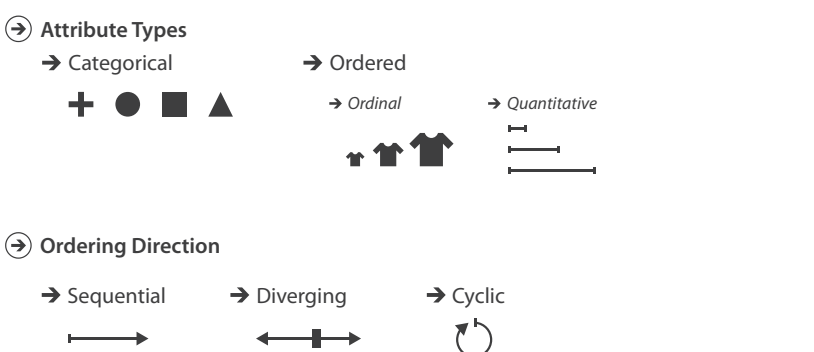 Attribute Types
Categorical
Ordered
Ordinal
Quantitative
Ordering Direction
Sequential
Diverging
Cyclic